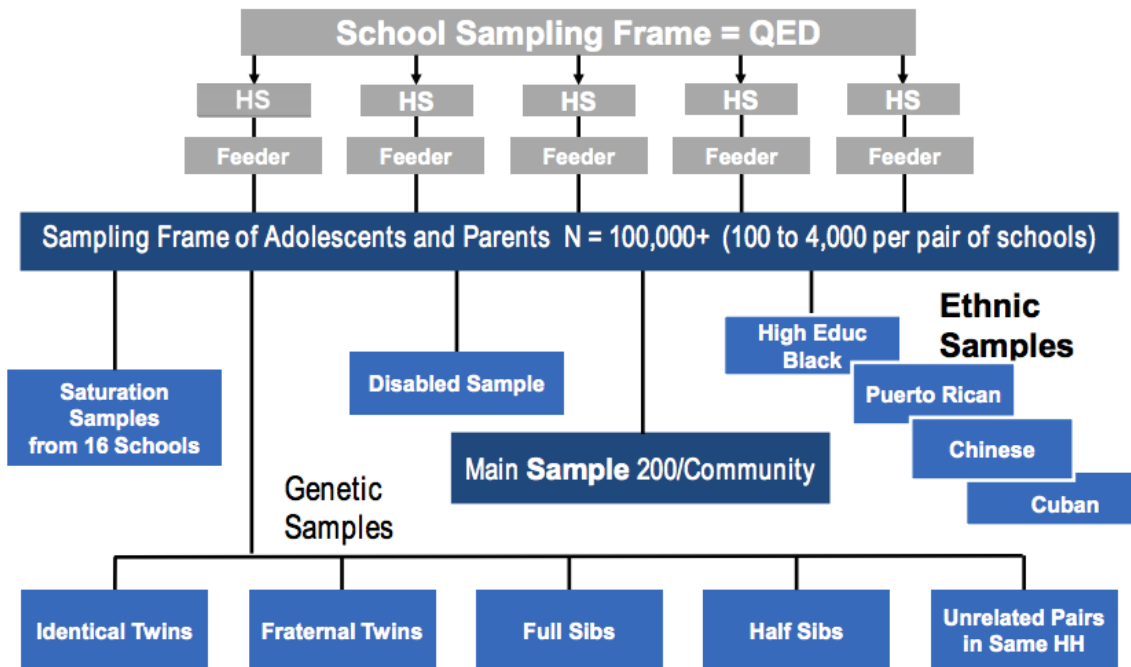 School Sampling Frame = QED
HS
HS
HS
HS
HS
Feeder
Feeder
Feeder
Feeder
Feeder
Sampling Frame of Adolescents and Parents N = 100,000+ (100 to 4,000 per pair of schools)
Saturation
Samples
from 16 Schools
Disabled Sample
Main Sample 200/Community
High Educ
Black
Ethnic
Samples
Puerto Rican
Chinese
Cuban
Genetic
Samples
Identical Twins
Fraternal Twins
Full Sibs
Half Sibs
Unrelated Pairs
in Same HH